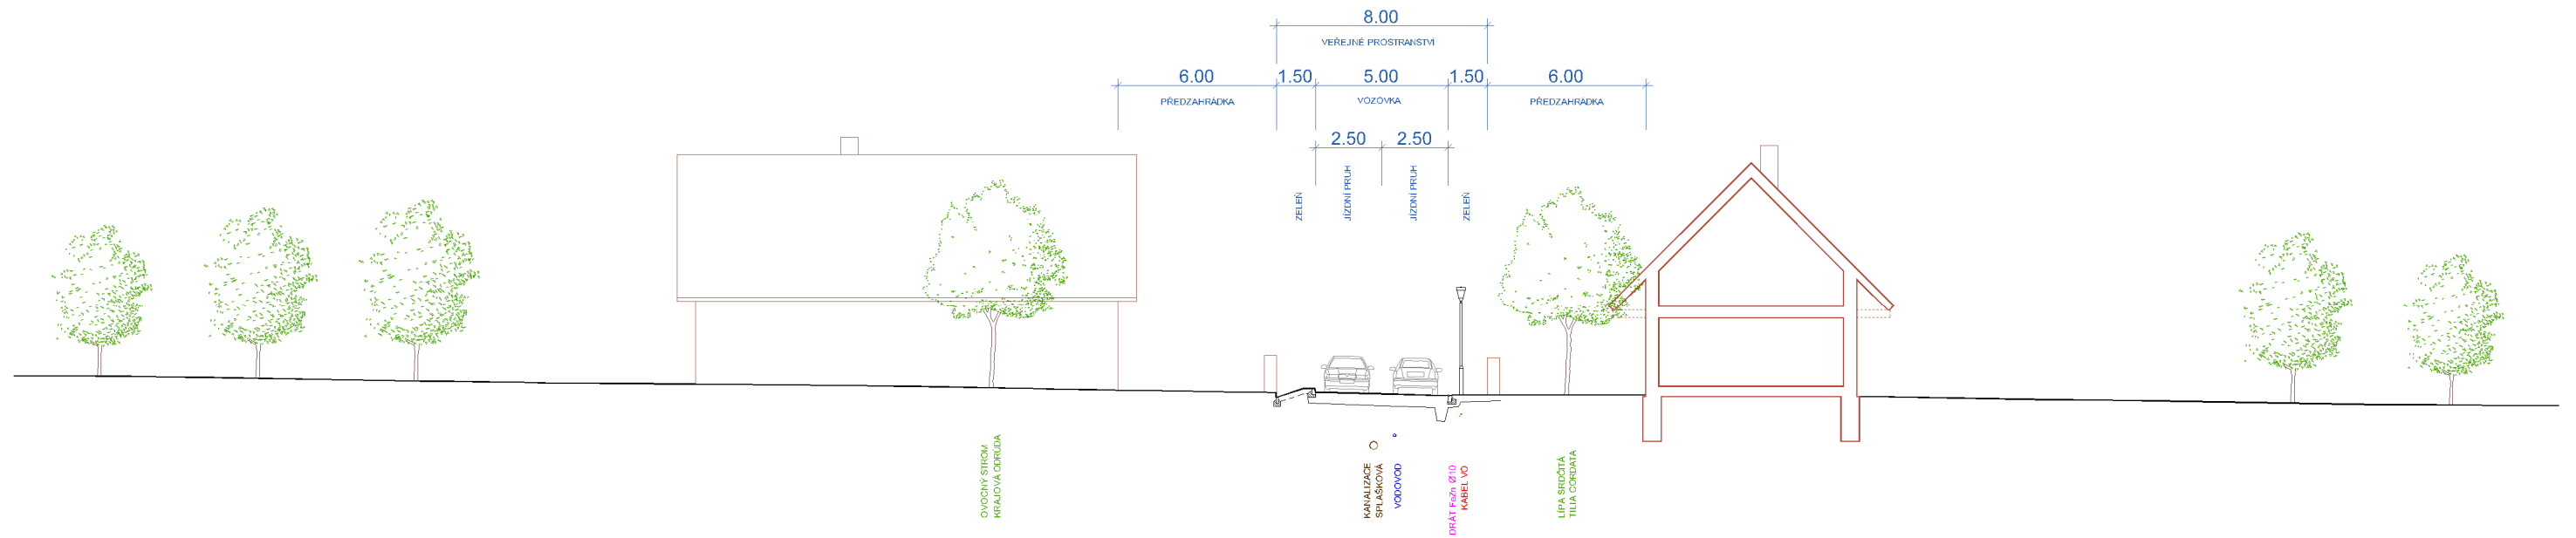 8.00
VEŘEJNÉ PROSTRANSTVÍ
6.00 1.50 5.00 1.50 6.00
PŘEDZAHRÁDKA VOZOVKA PŘEDZAHRÁDKA
2.50 2.50
ZELEŇ
JÍZDNÍ PRUH
JÍZDNÍ PRUH
ZELEŇ
OVOCNÝ STROM
KRAJOVÁ ODRŮDA
KANALIZACE
SPLAŠKOVÁ
VODOVOD
DRÁT FeZn Ø10
KABEL VO
LÍPA SRDČITÁ
TILIA CORDATA